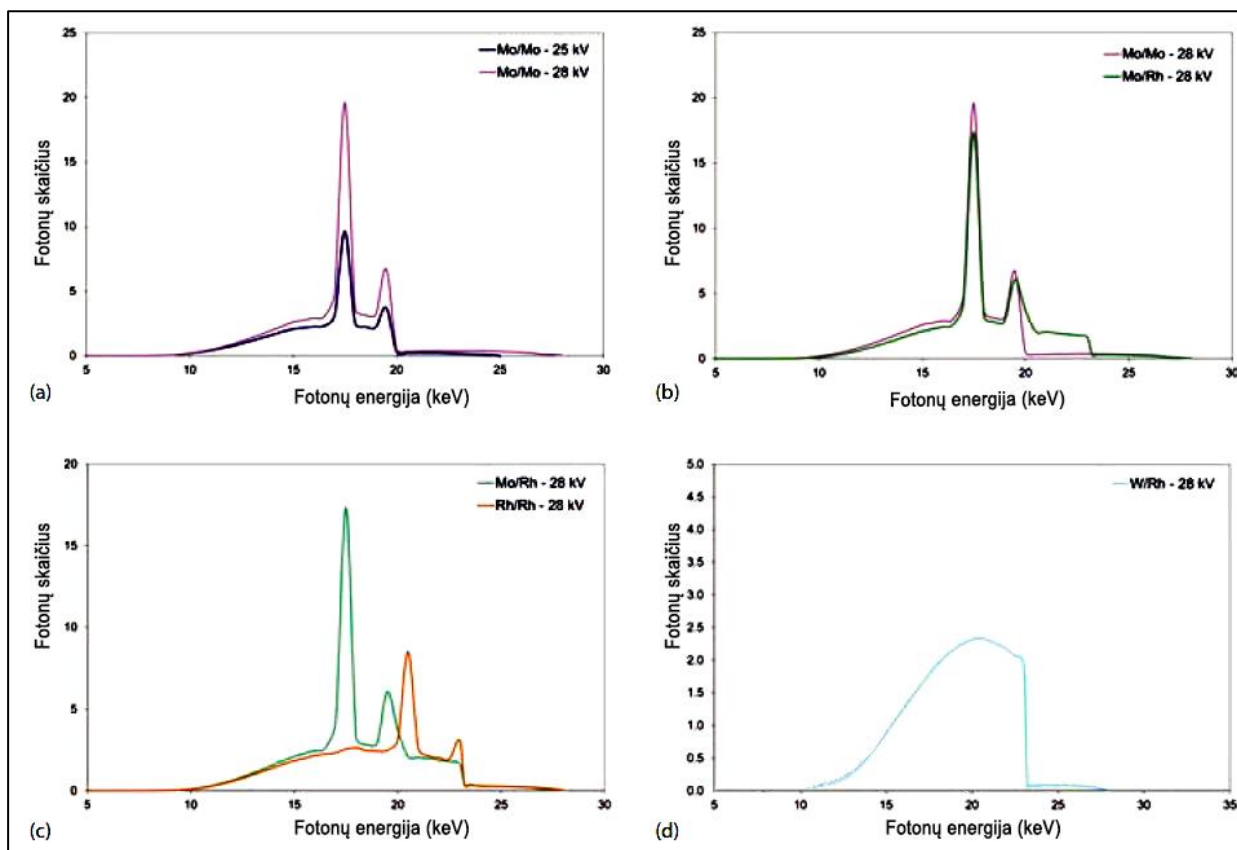 25
20
15
10
5
0
Fotonų skaičius
Mo/Mo - 25 kV
Mo/Mo - 28 kV
5
10
15
20
25
30
Fotonų energija (keV)
(a)
25
20
15
10
5
0
Fotonų skaičius
Mo/Mo - 28 kV
Mo/Rh - 28 kV
5
10
15
20
25
30
Fotonų energija (keV)
(b)
20
15
10
5
0
Fotonų skaičius
Mo/Rh - 28 kV
Rh/Rh - 28 kV
5
10
15
20
25
30
Fotonų energija (keV)
(c)
5.0
4.5
4.0
3.5
3.0
2.5
2.0
1.5
1.0
0.5
0.0
Fotonų skaičius
W/Rh - 28 kV
5
10
15
20
25
30
35
Fotonų energija (keV)
(d)